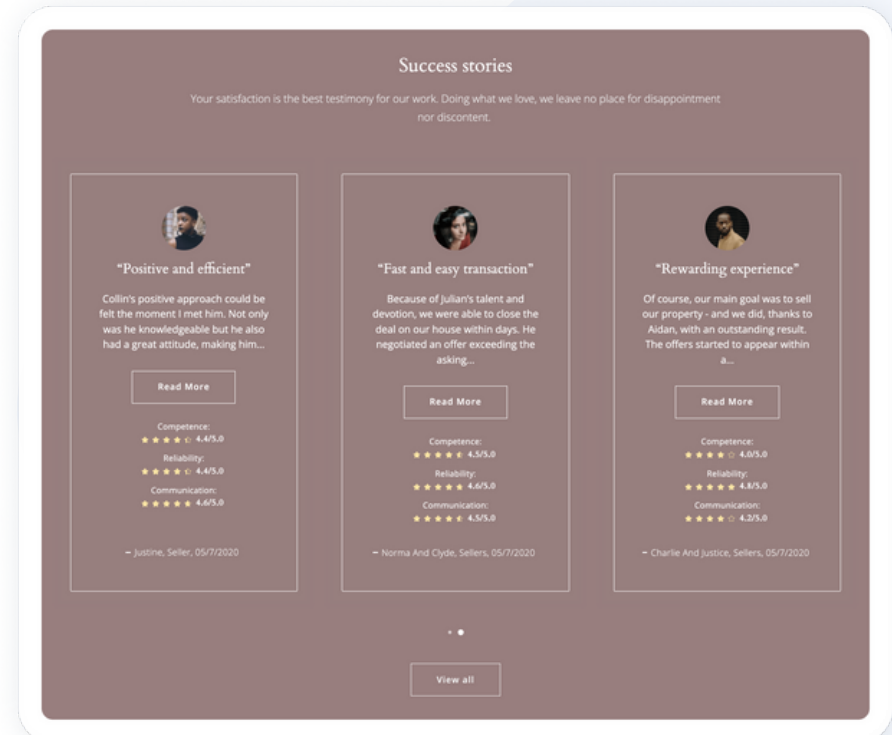 Success stories
Your satisfaction is the best testimony for our work. Doing what we love, we leave no place for disappointment
nor discontent.
“Positive and efficient”
Collin's positive approach could be
felt the moment I met him. Not only
was he knowledgeable but he also
had a great attitude, making him...
Read More
Competence:
4.4/5.0
Reliability:
4.4/5.0
Communication:
4.6/5.0
– Justine, Seller, 05/7/2020
“Fast and easy transaction”
Because of Julian's talent and
devotion, we were able to close the
deal on our house within days. He
negotiated an offer exceeding the
asking...
Read More
Competence:
4.5/5.0
Reliability:
4.6/5.0
Communication:
4.5/5.0
– Norma And Clyde, Sellers, 05/7/2020
“Rewarding experience”
Of course, our main goal was to sell
our property - and we did, thanks to
Aidan, with an outstanding result.
The offers started to appear within
a...
Read More
Competence:
4.0/5.0
Reliability:
4.8/5.0
Communication:
4.2/5.0
– Charlie And Justice, Sellers, 05/7/2020
View all